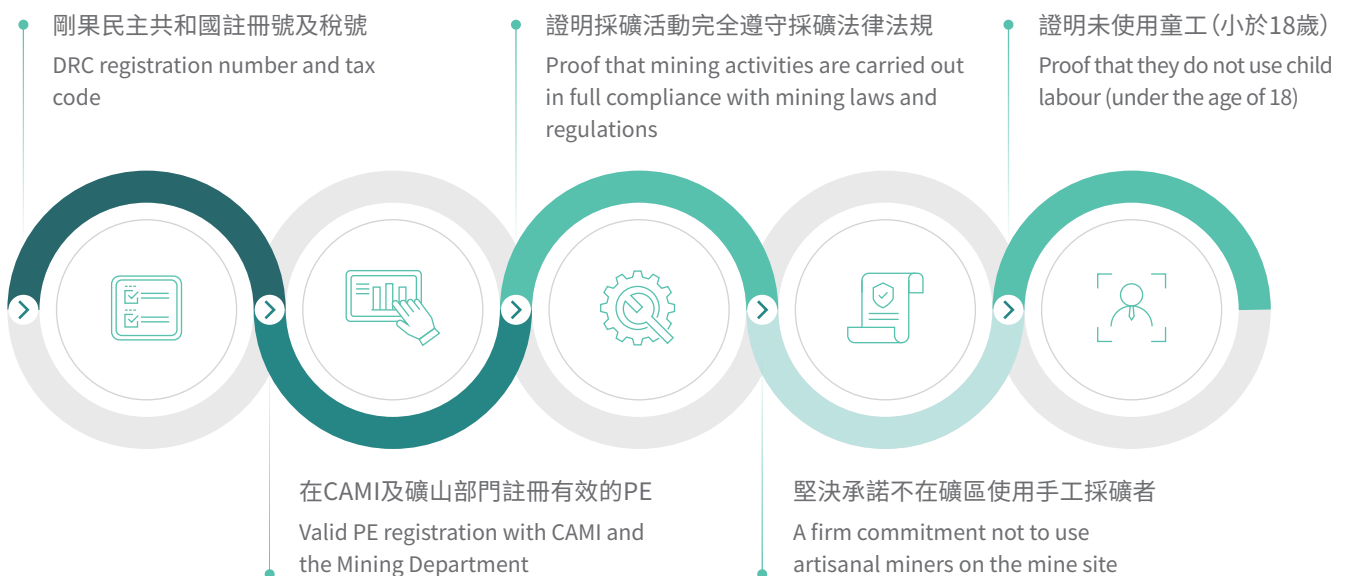 剛果民主共和國註冊號及稅號
DRC registration number and tax
code
證明採礦活動完全遵守採礦法律法規
Proof that mining activities are carried out
in full compliance with mining laws and
regulations
證明未使用童工(小於18歲)
Proof that they do not use child
labour (under the age of 18)
在CAMI及礦山部門註冊有效的PE
Valid PE registration with CAMI and
the Mining Department
堅決承諾不在礦區使用手工採礦者
A firm commitment not to use
artisanal miners on the mine site